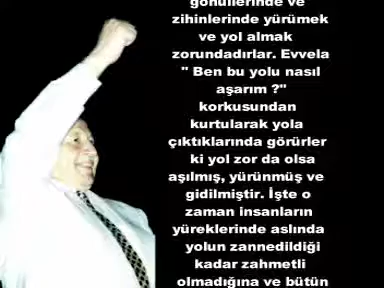 gönüllerinde ve
zihinlerinde yürümek
ve yol almak
zorundadırlar. Evvela
" Ben bu yolu nasıl
aşarım ?"
korkusundan
kurtularak yola
çıktıklarında görürler
ki yol zor da olsa
aşılmış, yürünmüş ve
gidilmiştir. İşte o
zaman insanların
yüreklerinde aslında
yolun zannedildiği
kadar zahmetli
olmadığına ve bütün